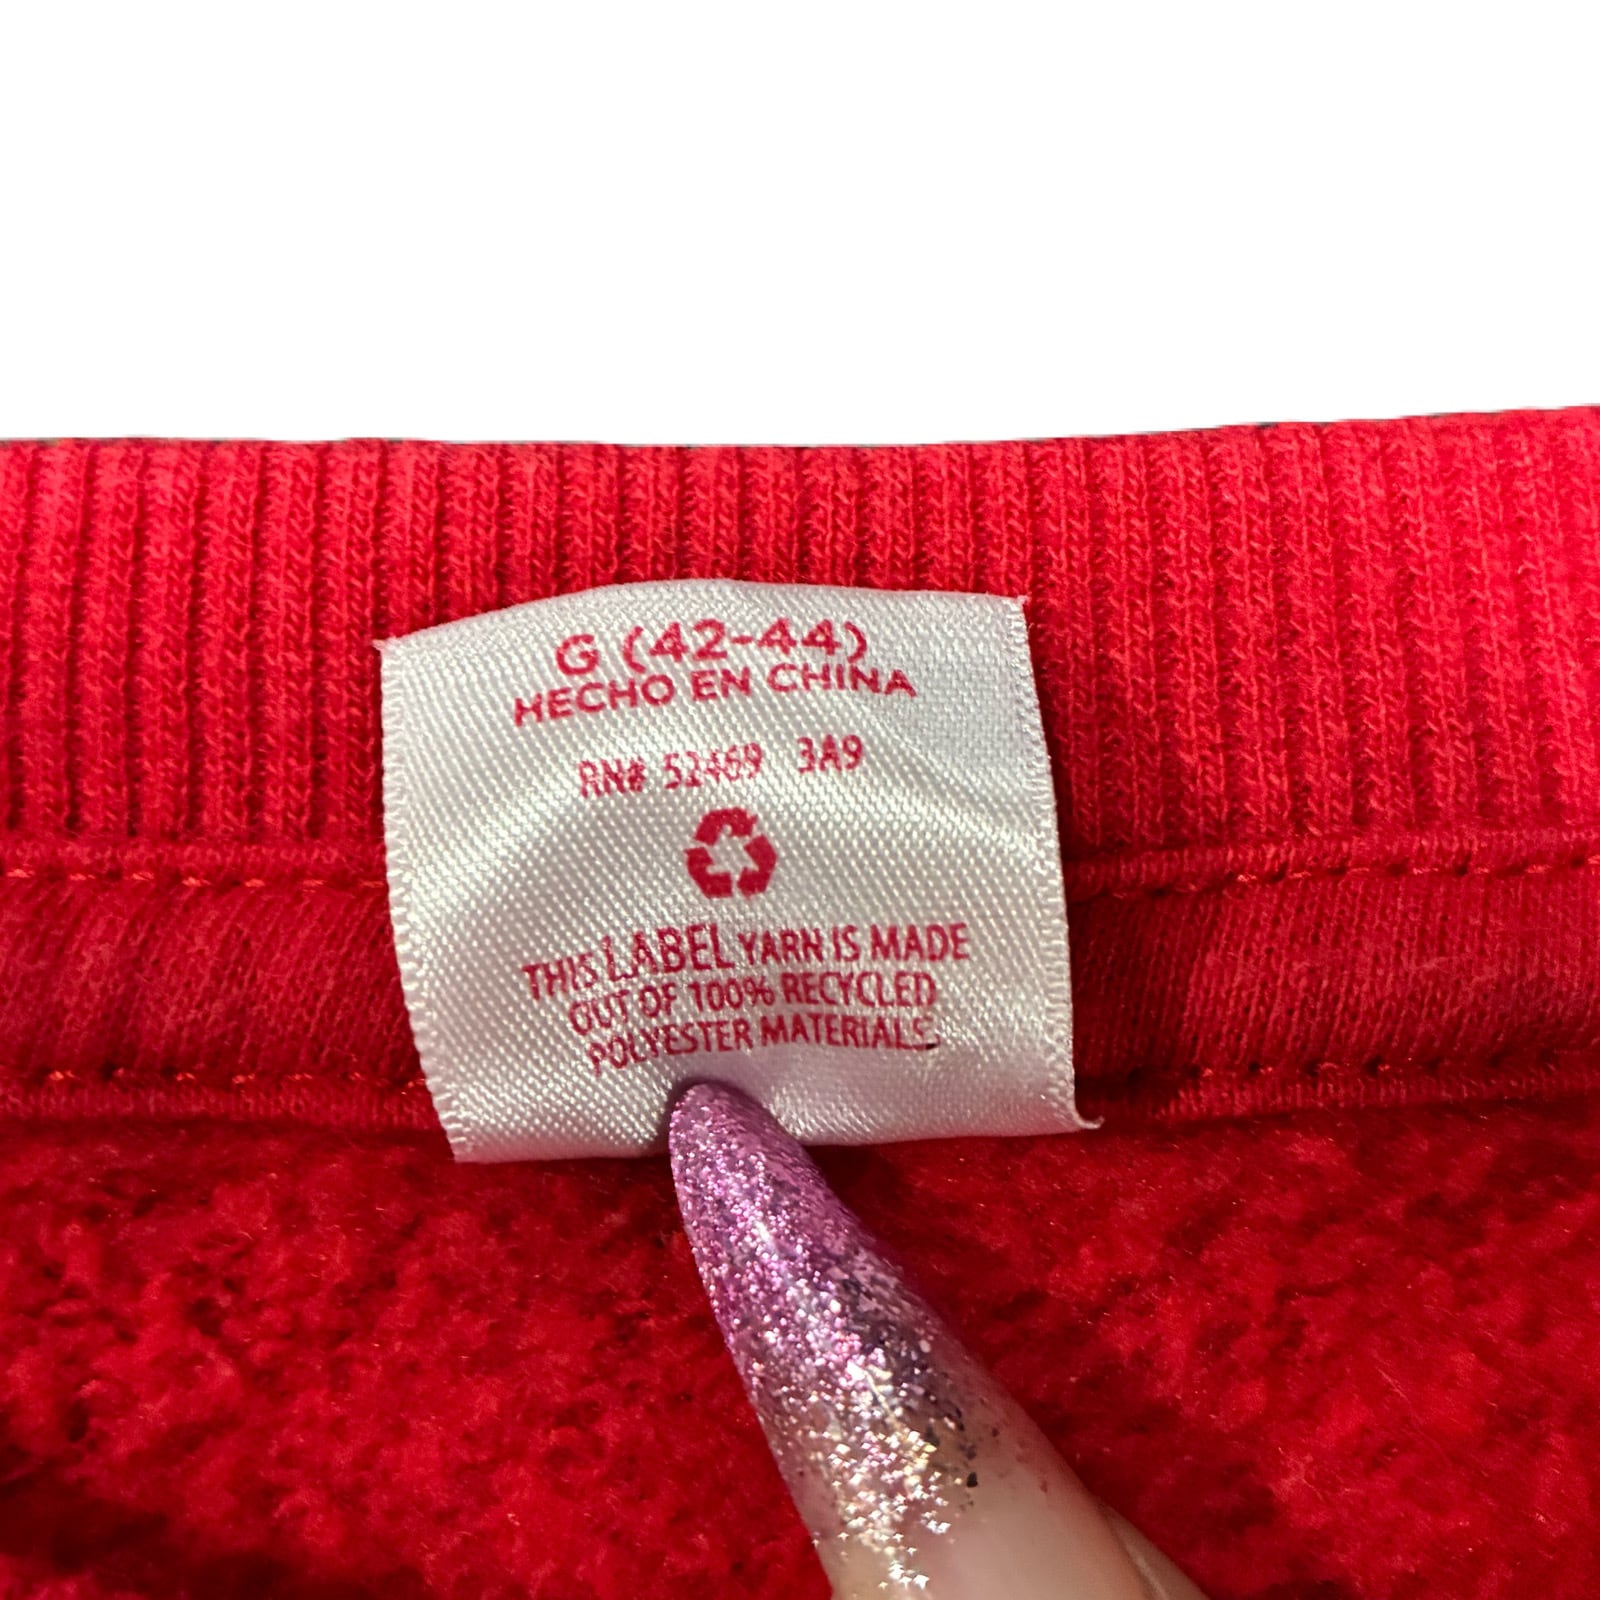 G (42-44)
HECHO EN CHINA
RN# 52469 3A9
THIS LABEL YARN IS MADE
OUT OF 100% RECYCLED
POLYESTER MATERIALS.